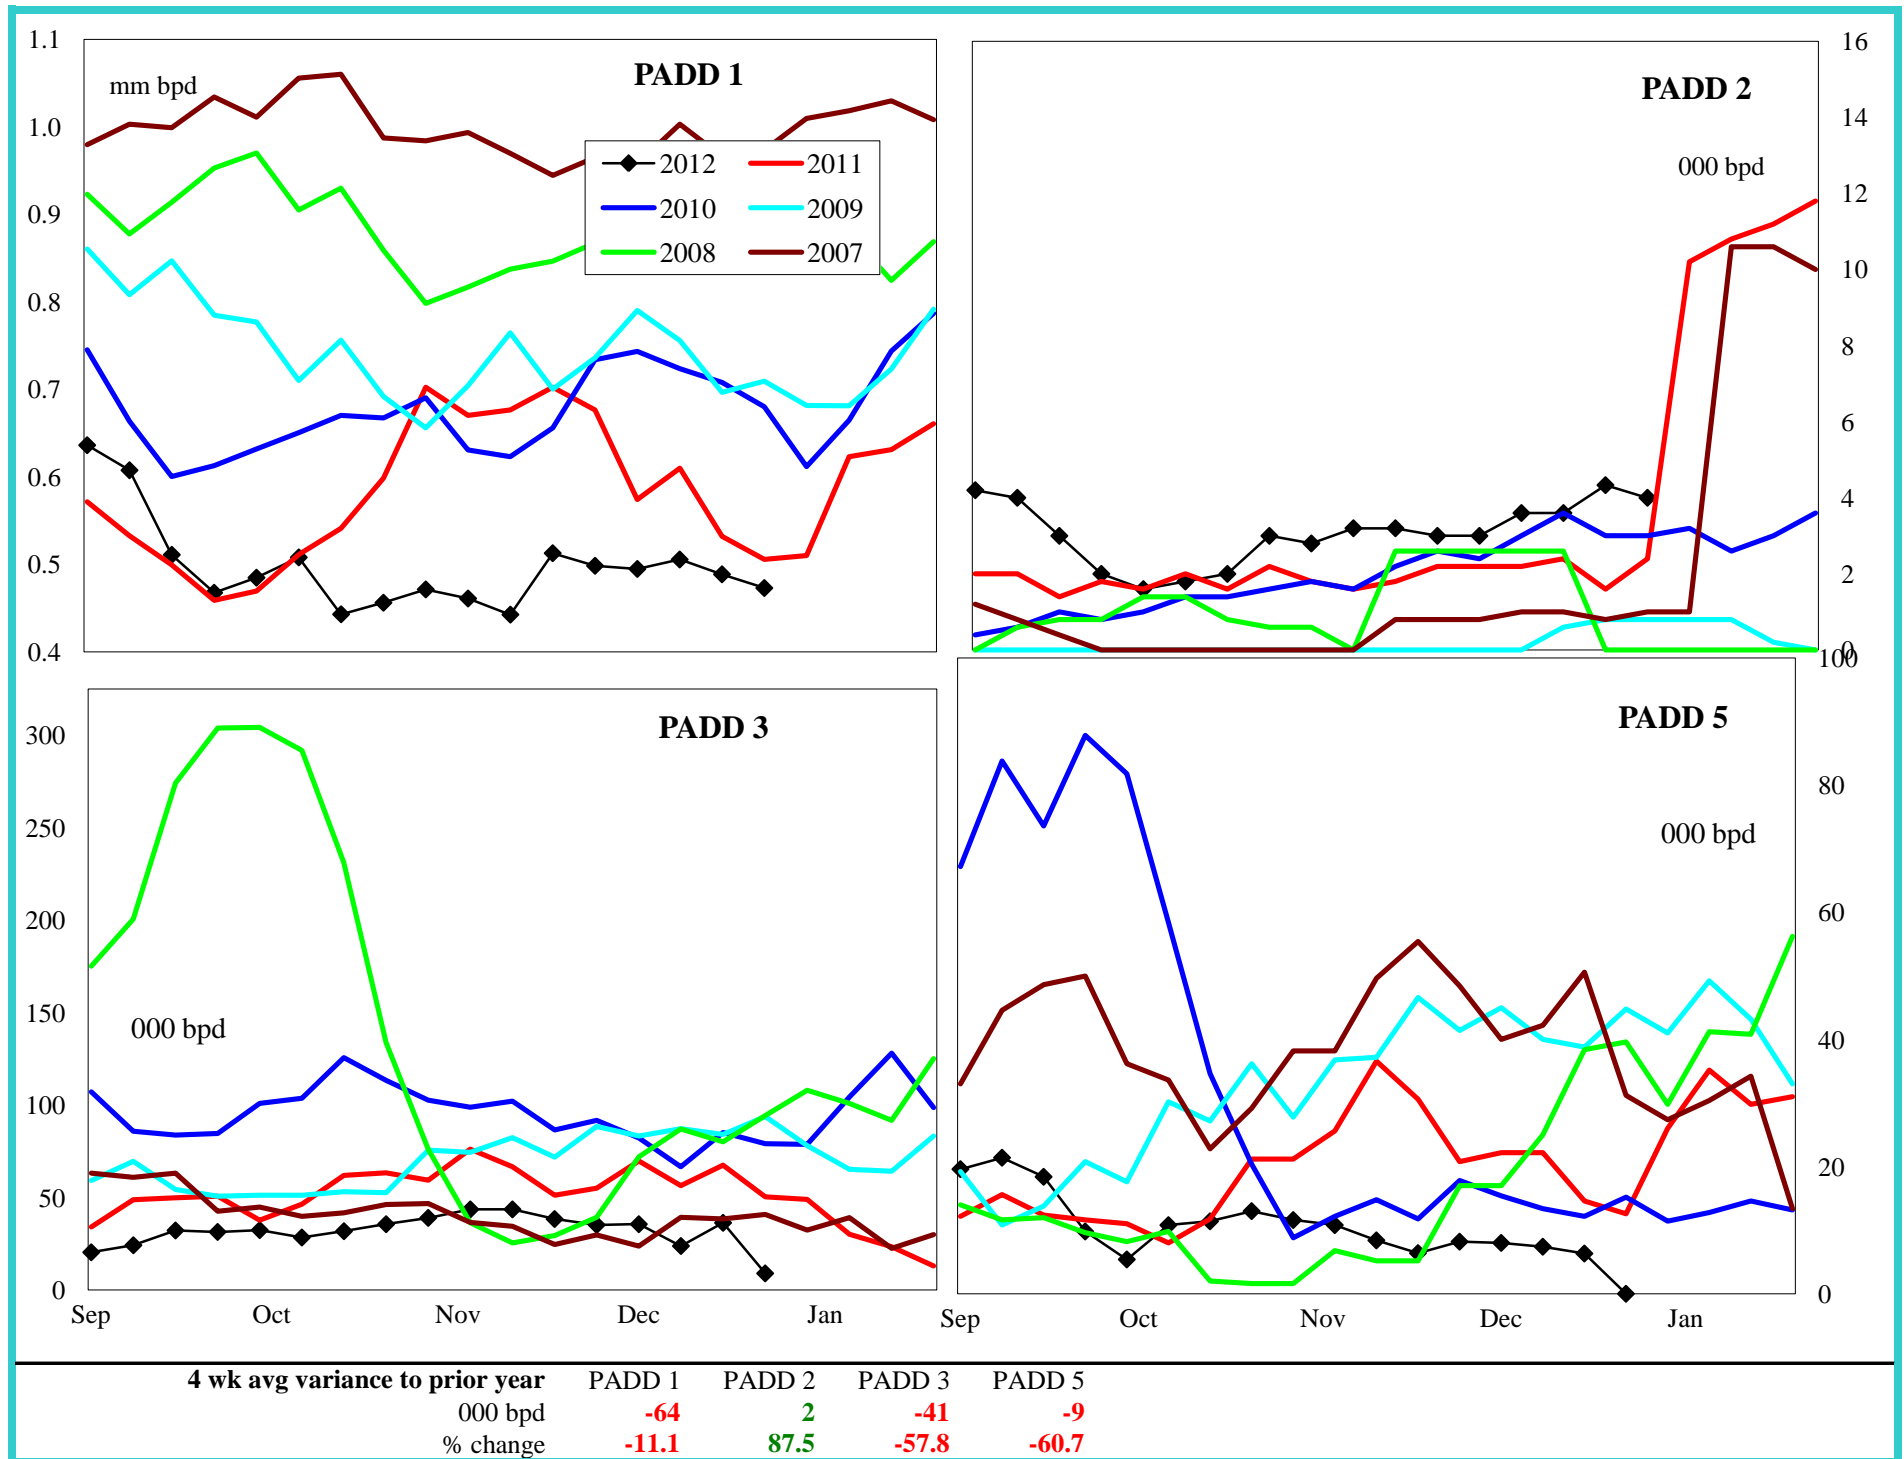 1.1
1.0
0.9
0.8
0.7
0.6
0.5
0.4
mm bpd
PADD 1
2012 2011
2010 2009
2008 2007
PADD 2
000 bpd
16
14
12
10
8
6
4
2
0
300
250
200
150
100
50
0
PADD 3
000 bpd
Sep Oct Nov Dec Jan
PADD 5
000 bpd
100
80
60
40
20
0
Sep Oct Nov Dec Jan
4 wk avg variance to prior year PADD 1 PADD 2 PADD 3 PADD 5
000 bpd -64 2 -41 -9
% change -11.1 87.5 -57.8 -60.7